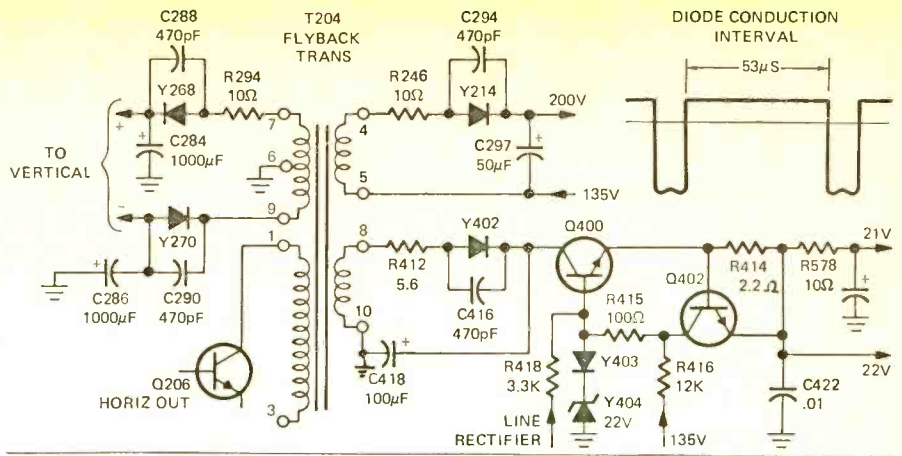 C288
470pF
T204
FLYBACK
TRANS
C294
470pF
DIODE CONDUCTION
INTERVAL
53µS
R294
10Ω
Y268
R246
10Ω
Y214
200V
+
C284
1000µF
7
4
+
C297
50µF
TO
VERTICAL
+
6
5
135V
-
9
Y270
1
8
Y402
Q400
21V
R412
5.6
R414
2.2Ω
R578
10Ω
+
Q402
+
C286
1000µF
C290
470pF
C416
470pF
R415
100Ω
10
22V
Q206
HORIZ OUT
+
C418
100µF
R418
3.3K
Y403
R416
12K
C422
.01
3
Y404
22V
LINE
RECTIFIER
135V